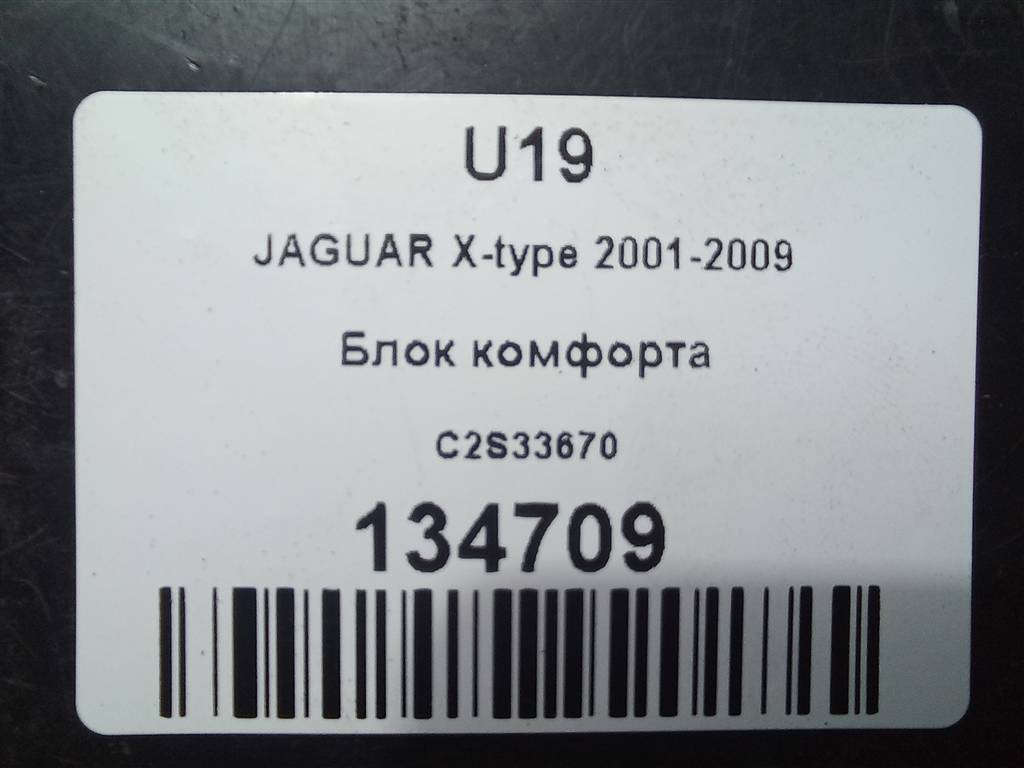 U19
JAGUAR X-type 2001-2009
Блок комфорта
C2S33670
134709